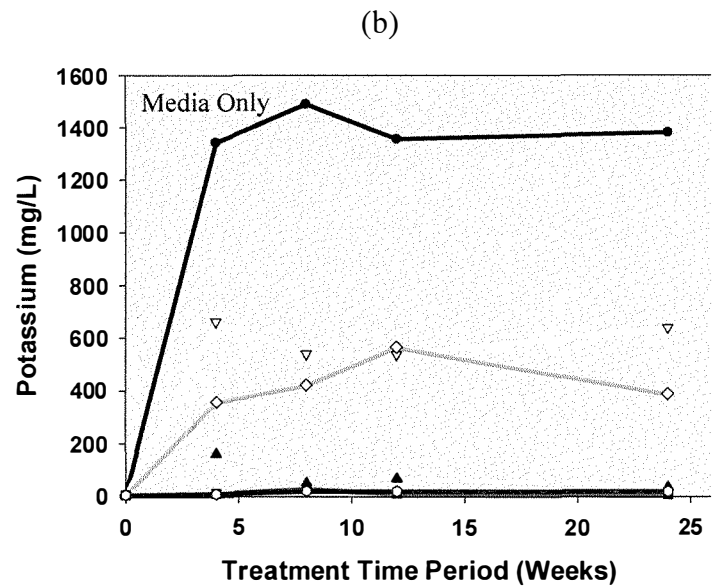 (b)
Media Only
1600
1400
1200
1000
800
600
400
200
0
Potassium (mg/L)
0 5 10 15 20 25
Treatment Time Period (Weeks)